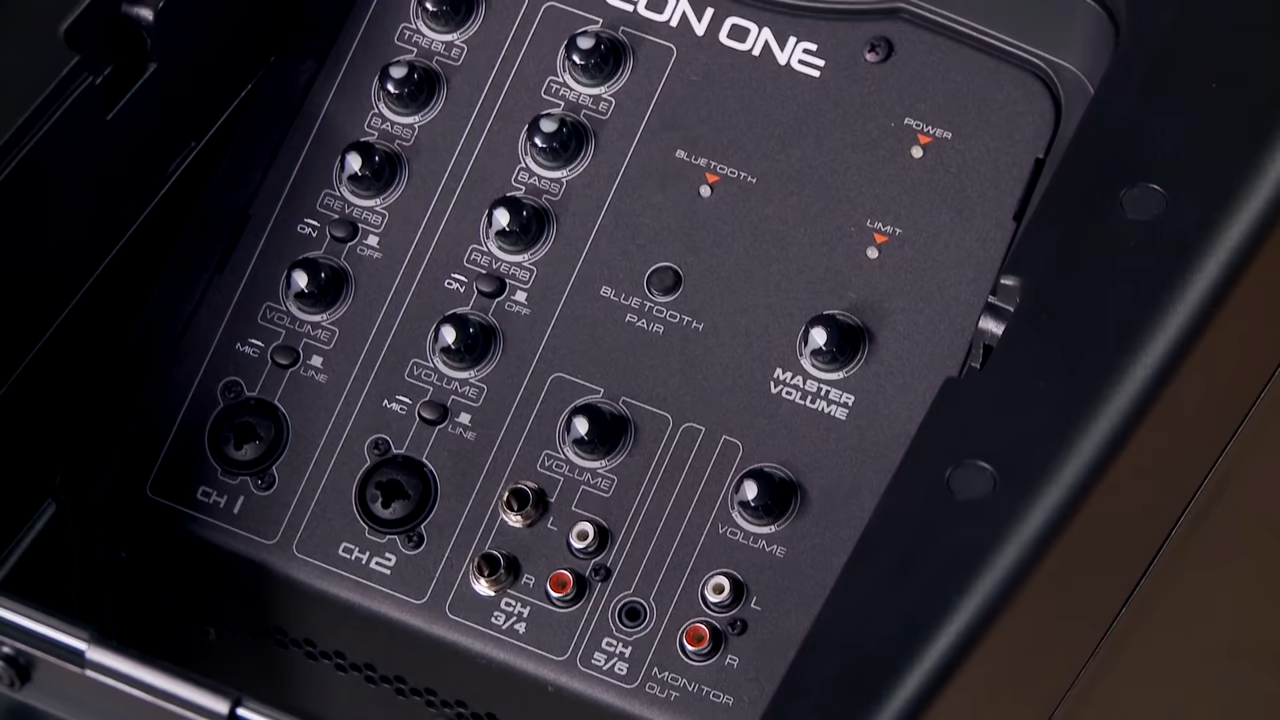 ON ONE
TREBLE
BASS
REVERB
ON
OFF
VOLUME
MIC
LINE
CH 1
TREBLE
BASS
REVERB
ON
OFF
VOLUME
MIC
LINE
CH 2
BLUETOOTH
POWER
LIMIT
BLUETOOTH
PAIR
MASTER
VOLUME
VOLUME
L
R
CH
3/4
CH
5/6
VOLUME
L
R
MONITOR
OUT